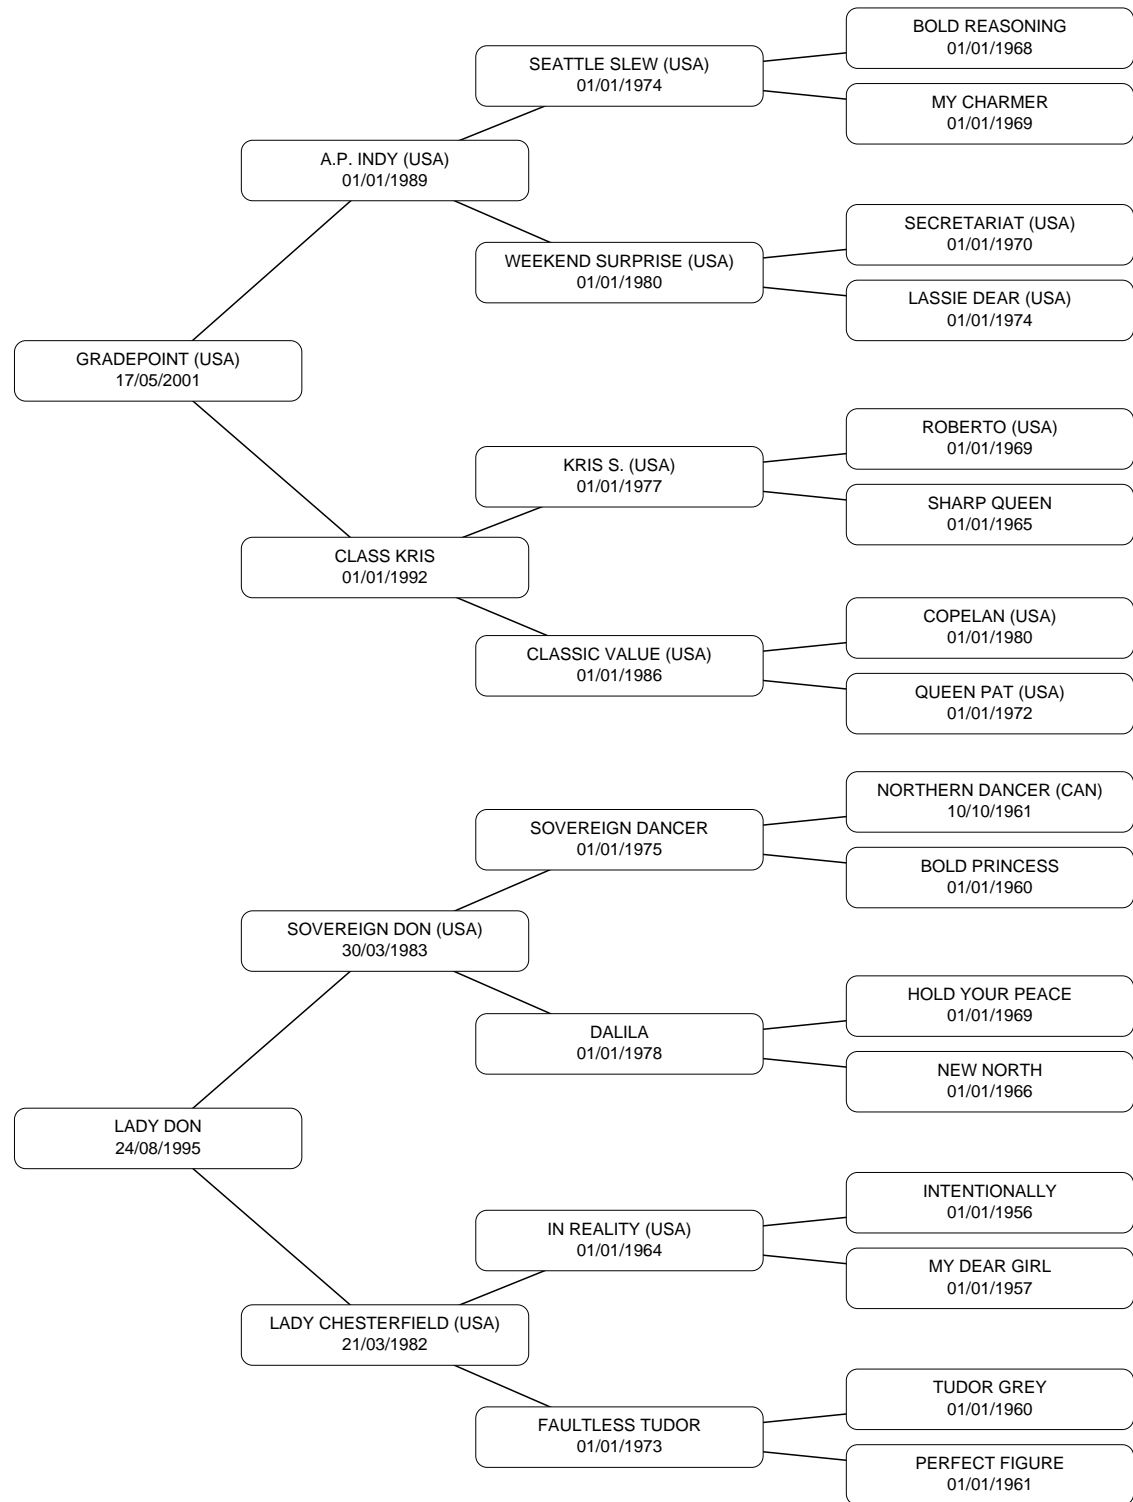 BOLD REASONING
01/01/1968
SEATTLE SLEW (USA)
01/01/1974
MY CHARMER
01/01/1969
A.P. INDY (USA)
01/01/1989
SECRETARIAT (USA)
01/01/1970
WEEKEND SURPRISE (USA)
01/01/1980
LASSIE DEAR (USA)
01/01/1974
GRADEPOINT (USA)
17/05/2001
ROBERTO (USA)
01/01/1969
KRIS S. (USA)
01/01/1977
SHARP QUEEN
01/01/1965
CLASS KRIS
01/01/1992
COPELAN (USA)
01/01/1980
CLASSIC VALUE (USA)
01/01/1986
QUEEN PAT (USA)
01/01/1972
NORTHERN DANCER (CAN)
10/10/1961
SOVEREIGN DANCER
01/01/1975
BOLD PRINCESS
01/01/1960
SOVEREIGN DON (USA)
30/03/1983
HOLD YOUR PEACE
01/01/1969
DALILA
01/01/1978
NEW NORTH
01/01/1966
LADY DON
24/08/1995
INTENTIONALLY
01/01/1956
IN REALITY (USA)
01/01/1964
MY DEAR GIRL
01/01/1957
LADY CHESTERFIELD (USA)
21/03/1982
TUDOR GREY
01/01/1960
FAULTLESS TUDOR
01/01/1973
PERFECT FIGURE
01/01/1961